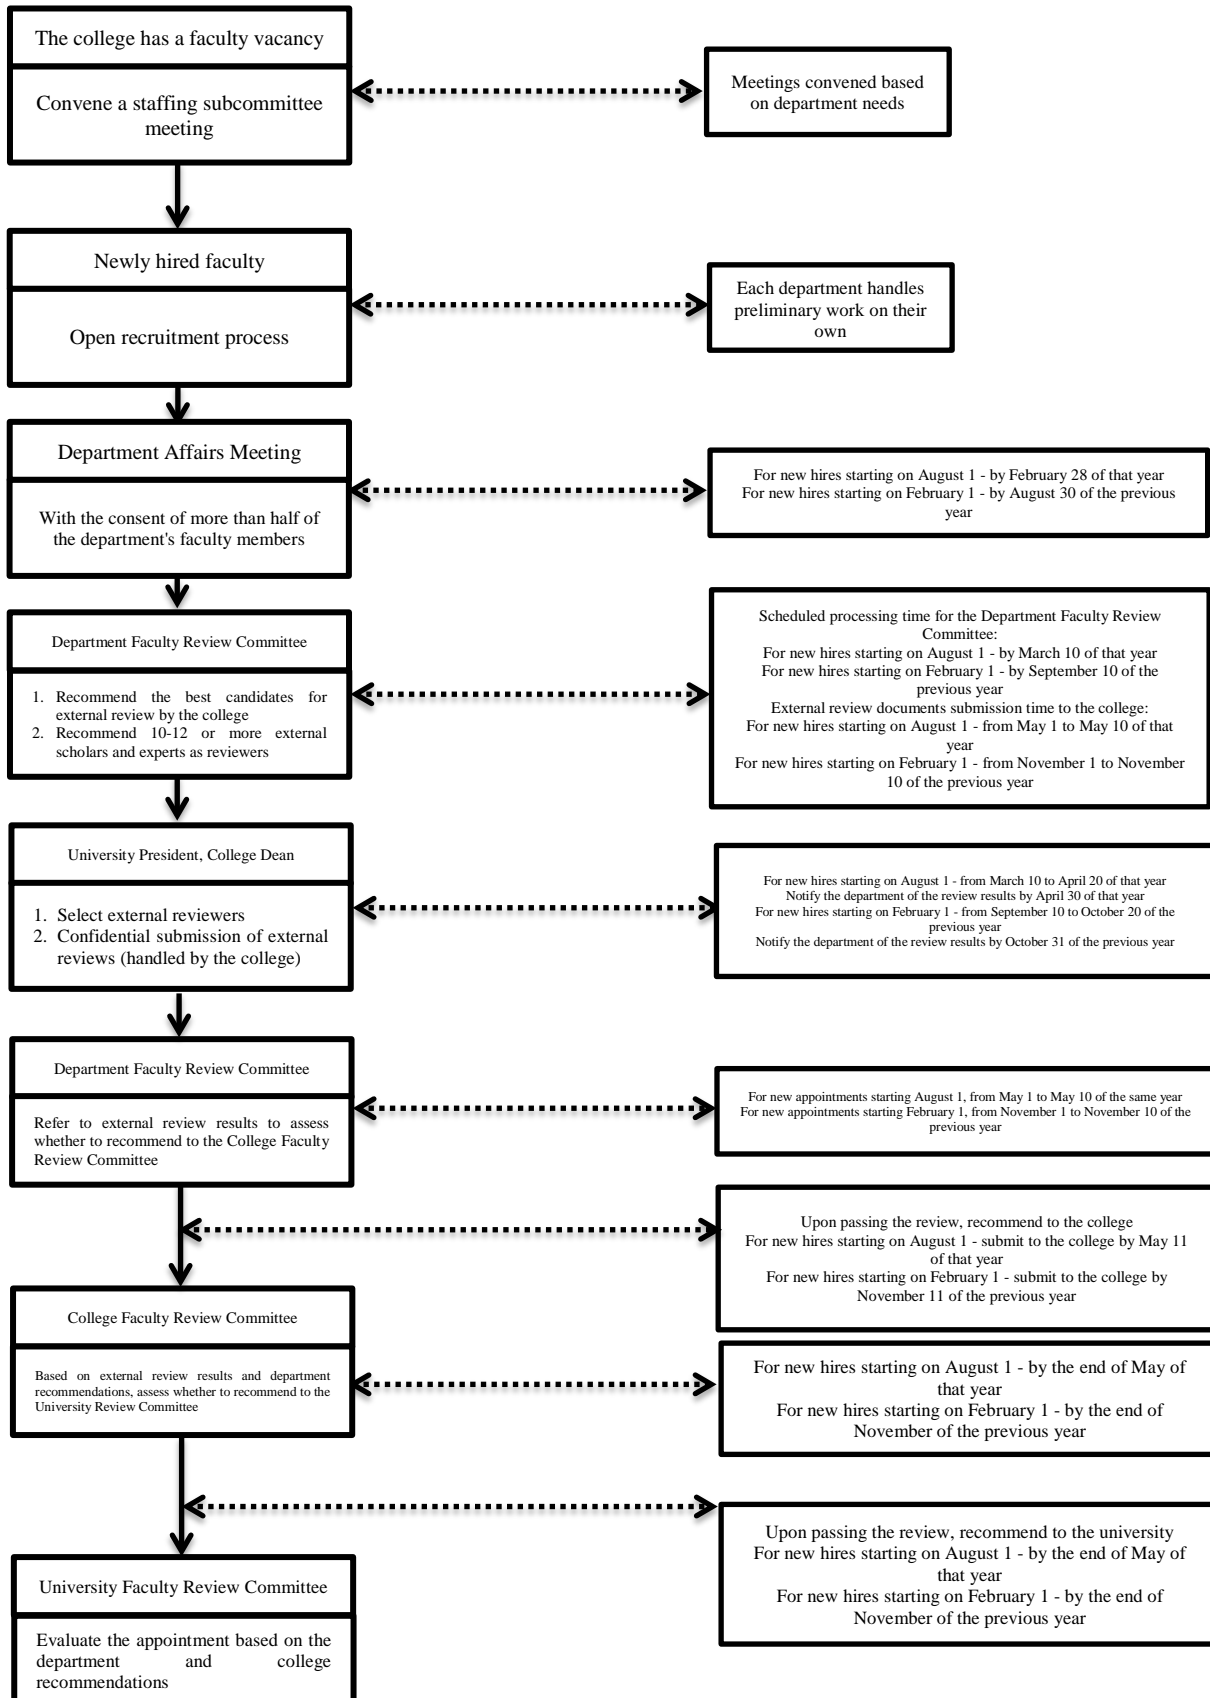 The college has a faculty vacancy
Convene a staffing subcommittee
meeting
Meetings convened based
on department needs
Newly hired faculty
Open recruitment process
Each department handles
preliminary work on their
own
Department Affairs Meeting
With the consent of more than half of
the department's faculty members
For new hires starting on August 1 - by February 28 of that year
For new hires starting on February 1 - by August 30 of the previous
year
Department Faculty Review Committee
1. Recommend the best candidates for
external review by the college
2. Recommend 10-12 or more external
scholars and experts as reviewers
Scheduled processing time for the Department Faculty Review
Committee:
For new hires starting on August 1 - by March 10 of that year
For new hires starting on February 1 - by September 10 of the
previous year
External review documents submission time to the college:
For new hires starting on August 1 - from May 1 to May 10 of that
year
For new hires starting on February 1 - from November 1 to November
10 of the previous year
University President, College Dean
1. Select external reviewers
2. Confidential submission of external
reviews (handled by the college)
For new hires starting on August 1 - from March 10 to April 20 of that year
Notify the department of the review results by April 30 of that year
For new hires starting on February 1 - from September 10 to October 20 of the
previous year
Notify the department of the review results by October 31 of the previous year
Department Faculty Review Committee
Refer to external review results to assess
whether to recommend to the College Faculty
Review Committee
For new appointments starting August 1, from May 1 to May 10 of the same year
For new appointments starting February 1, from November 1 to November 10 of the
previous year
Upon passing the review, recommend to the college
For new hires starting on August 1 - submit to the college by May 11
of that year
For new hires starting on February 1 - submit to the college by
November 11 of the previous year
College Faculty Review Committee
Based on external review results and department
recommendations, assess whether to recommend to the
University Review Committee
For new hires starting on August 1 - by the end of May of
that year
For new hires starting on February 1 - by the end of
November of the previous year
Upon passing the review, recommend to the university
For new hires starting on August 1 - by the end of May of
that year
For new hires starting on February 1 - by the end of
November of the previous year
University Faculty Review Committee
Evaluate the appointment based on the
department and college
recommendations